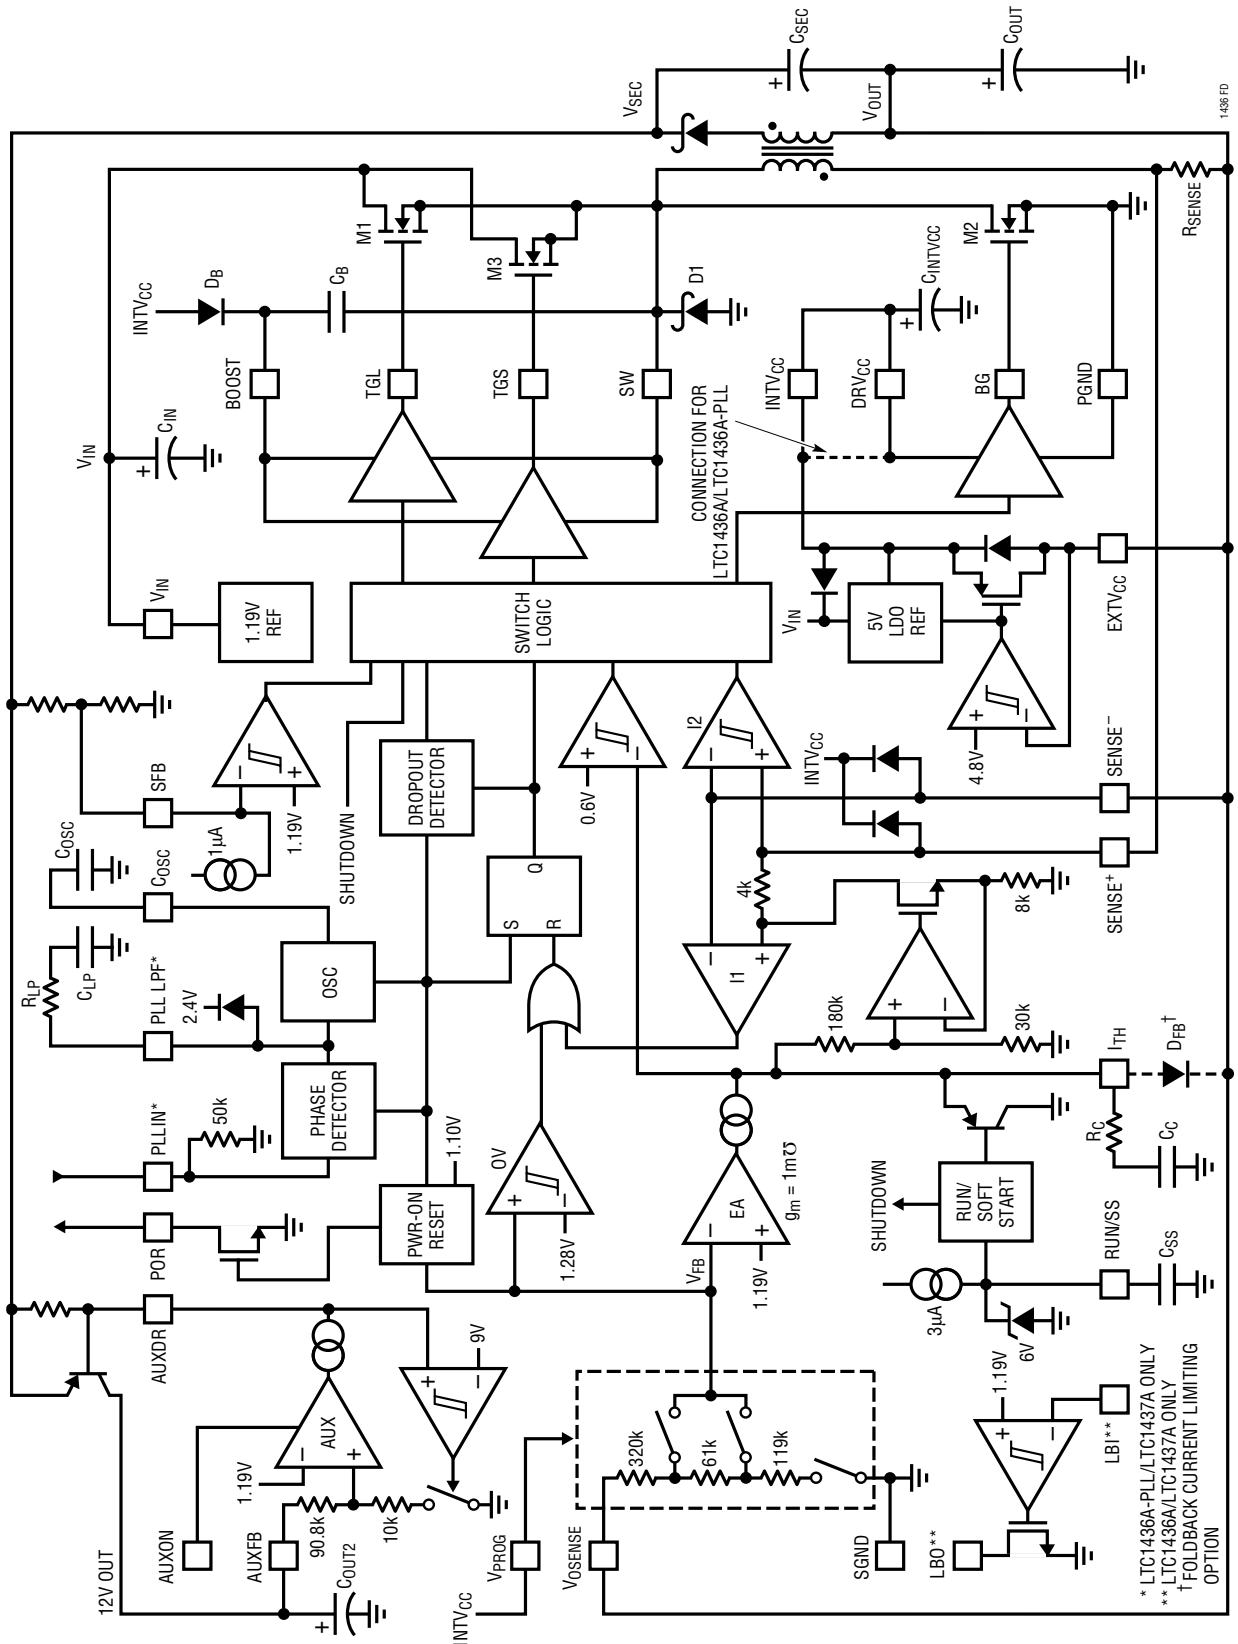 12V OUT
AUXON
AUXFB
90.8k
COUT2
+
1.19V
−
AUX
+
10k
AUXDR
+
−
9V
POR
PLLIN*
50k
PLL LPF*
RLP
CLP
2.4V
COSC
COSC
SFB
1µA
1.19V
−
+
SHUTDOWN
VIN
1.19V
REF
VIN
+
CIN
INTVCC
DB
BOOST
CB
TGL
M1
TGS
M3
SW
D1
VSEC
+
CSEC
VOUT
+
COUT
PHASE
DETECTOR
OSC
PWR-ON
RESET
1.10V
DROPOUT
DETECTOR
SWITCH
LOGIC
OV
+
−
1.28V
S
R
Q
0.6V
+
−
I2
−
+
CONNECTION FOR
LTC1436A/LTC1436A-PLL
INTVCC
DRVCC
+
CINTVCC
BG
M2
PGND
RSENSE
VIN
5V
LDO
REF
4.8V
+
−
EXTVCC
INTVCC
SENSE−
SENSE+
4k
I1
−
+
8k
180k
+
−
30k
ITH
DFB†
RC
CC
VFB
−
EA
+
1.19V
gm = 1m℧
SHUTDOWN
RUN/
SOFT
START
RUN/SS
CSS
3µA
6V
INTVCC
VPROG
VOSENSE
320k
61k
119k
SGND
LBO**
1.19V
+
−
LBI**
* LTC1436A-PLL/LTC1437A ONLY
** LTC1436A/LTC1437A ONLY
† FOLDBACK CURRENT LIMITING
OPTION
1436 FD